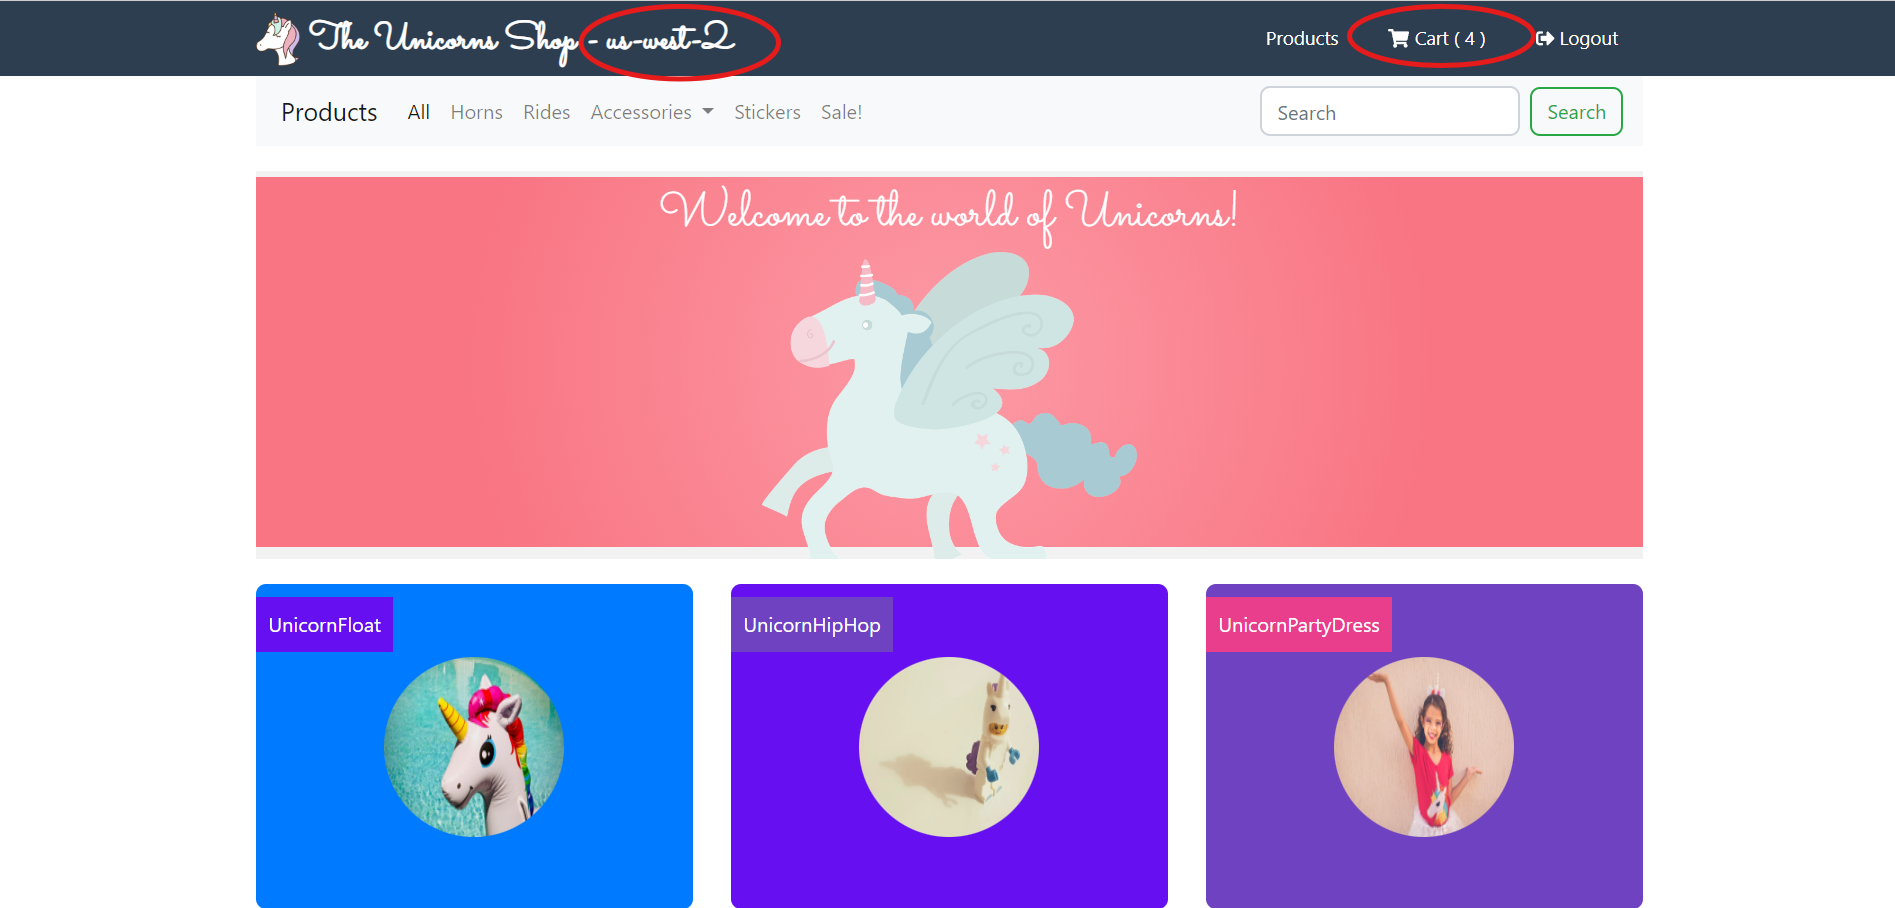 The Unicorns Shop - us-west-2
Products Cart ( 4 ) Logout
Products All Horns Rides Accessories Stickers Sale! Search Search
Welcome to the world of Unicorns!
UnicornFloat
UnicornHipHop
UnicornPartyDress